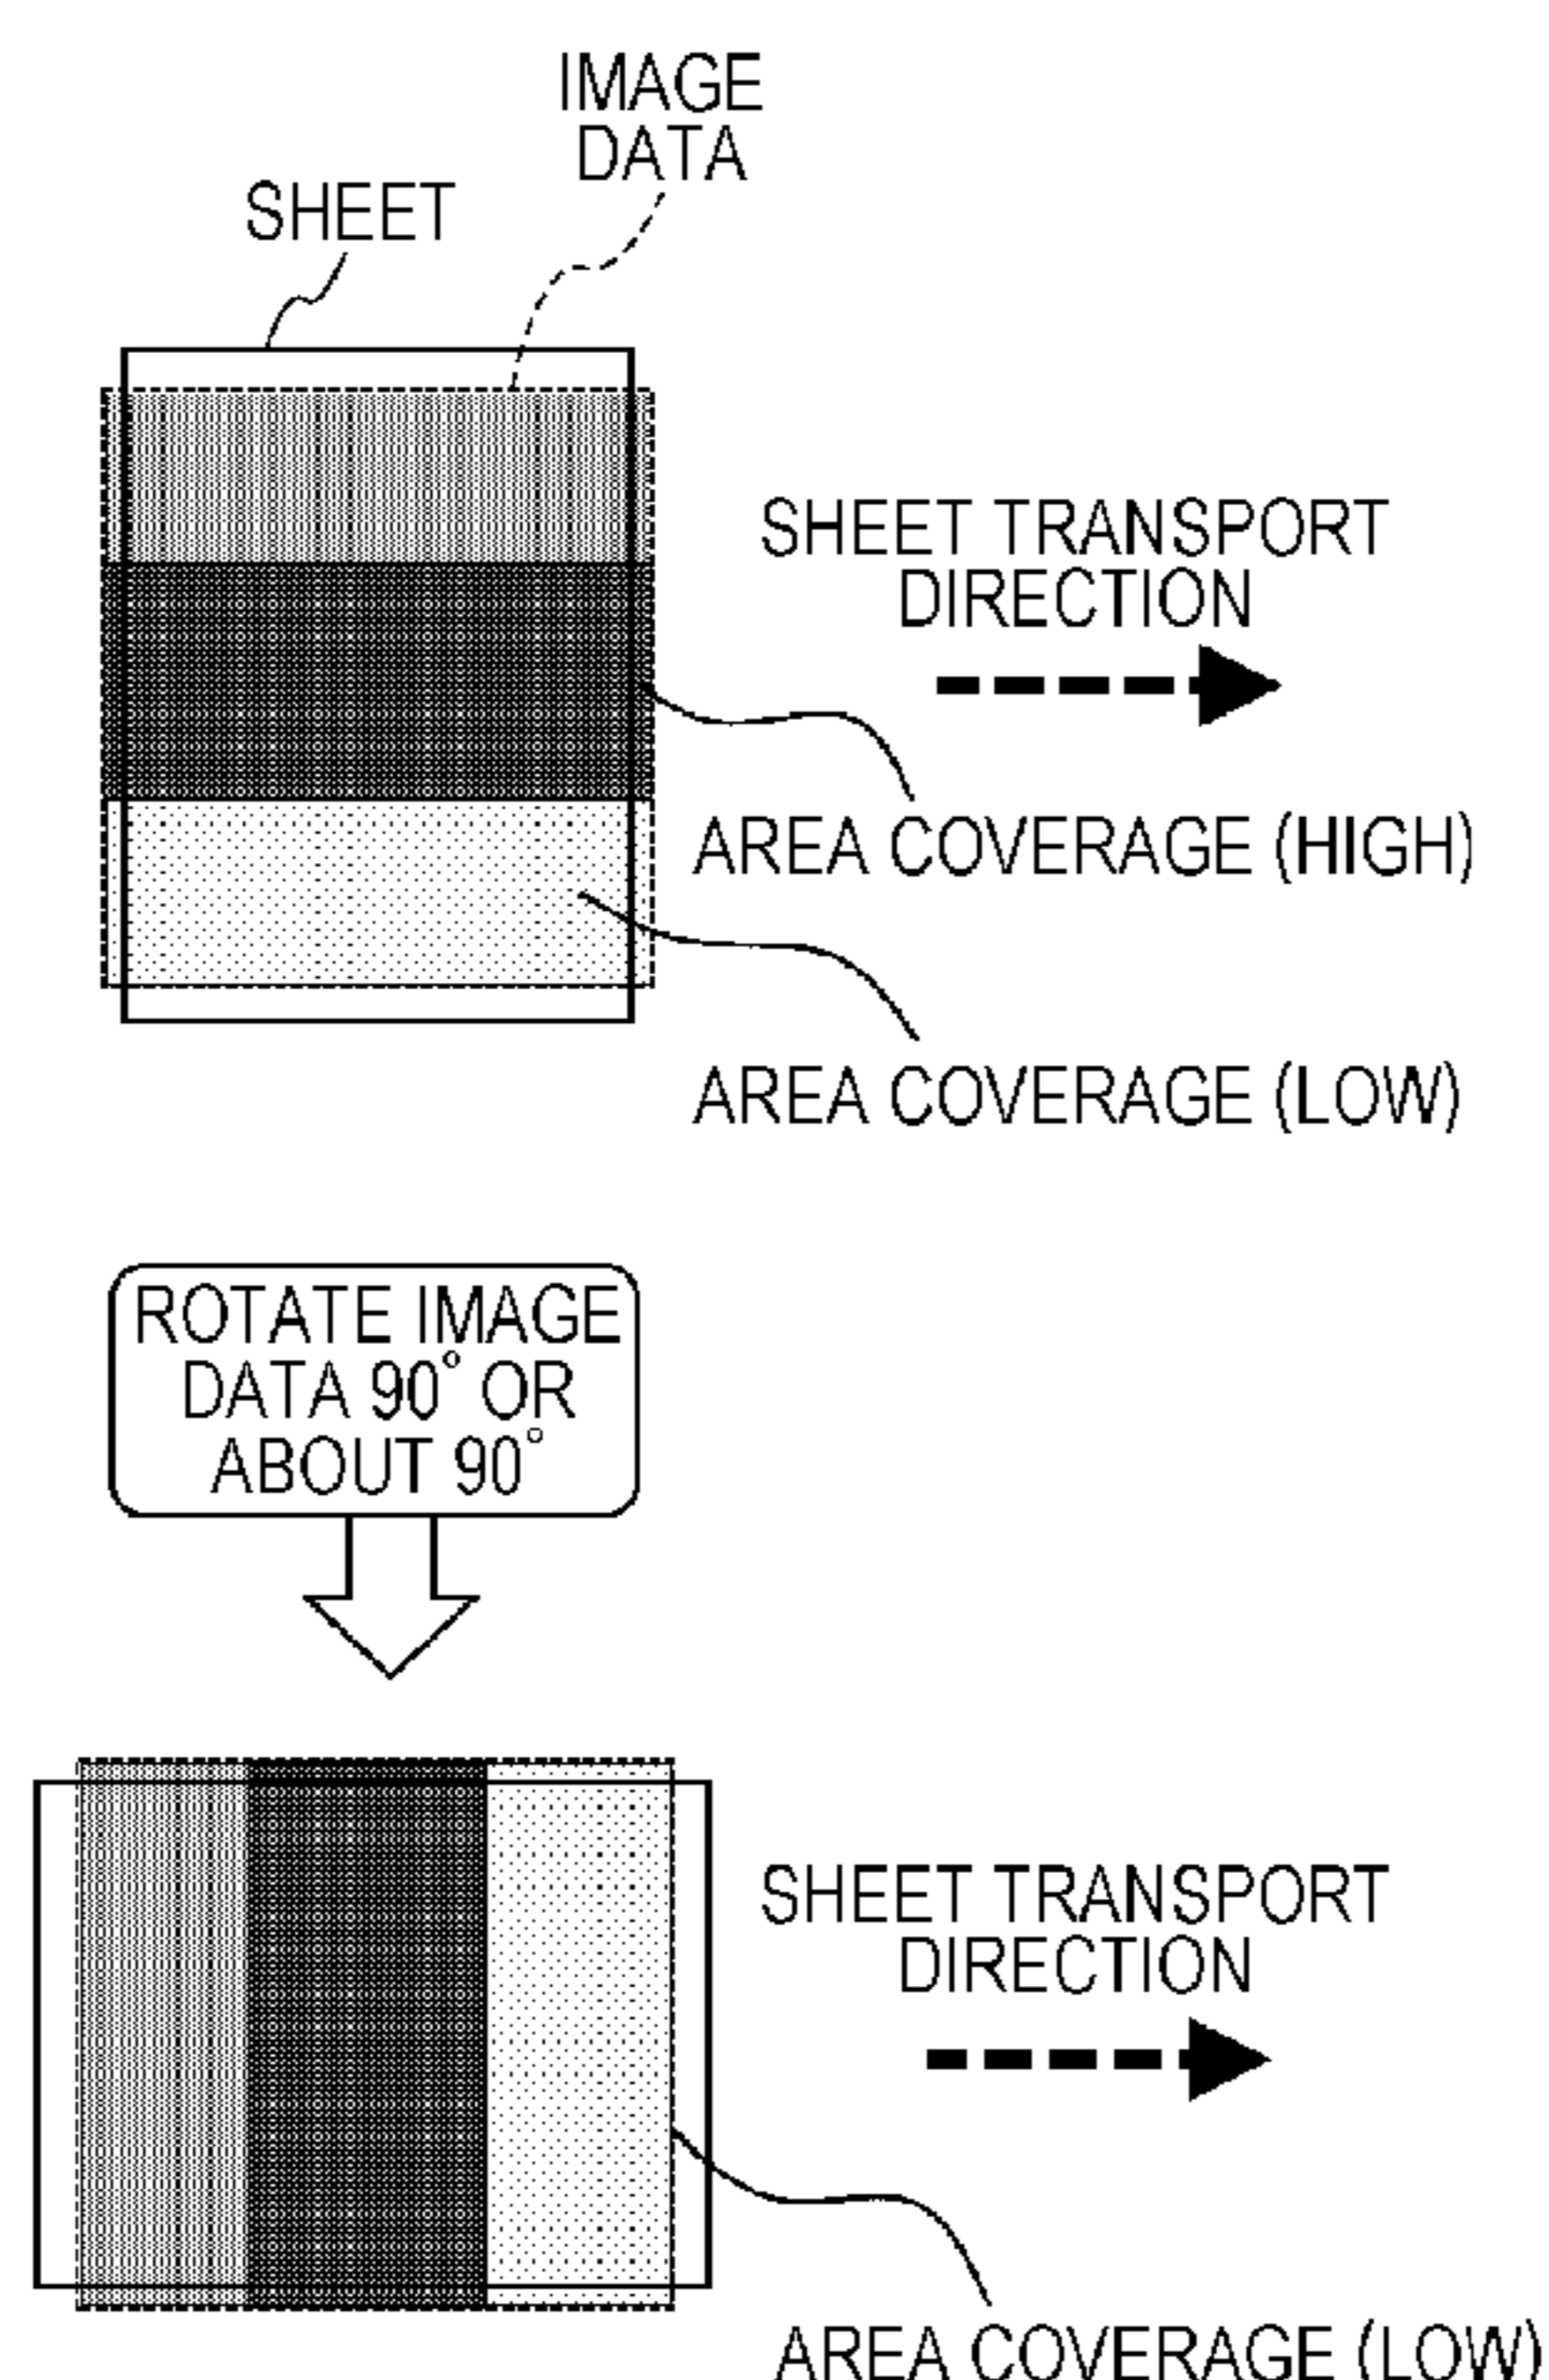 IMAGE
DATA
SHEET
SHEET TRANSPORT
DIRECTION
AREA COVERAGE (HIGH)
AREA COVERAGE (LOW)
ROTATE IMAGE
DATA 90° OR
ABOUT 90°
SHEET TRANSPORT
DIRECTION
AREA COVERAGE (LOW)